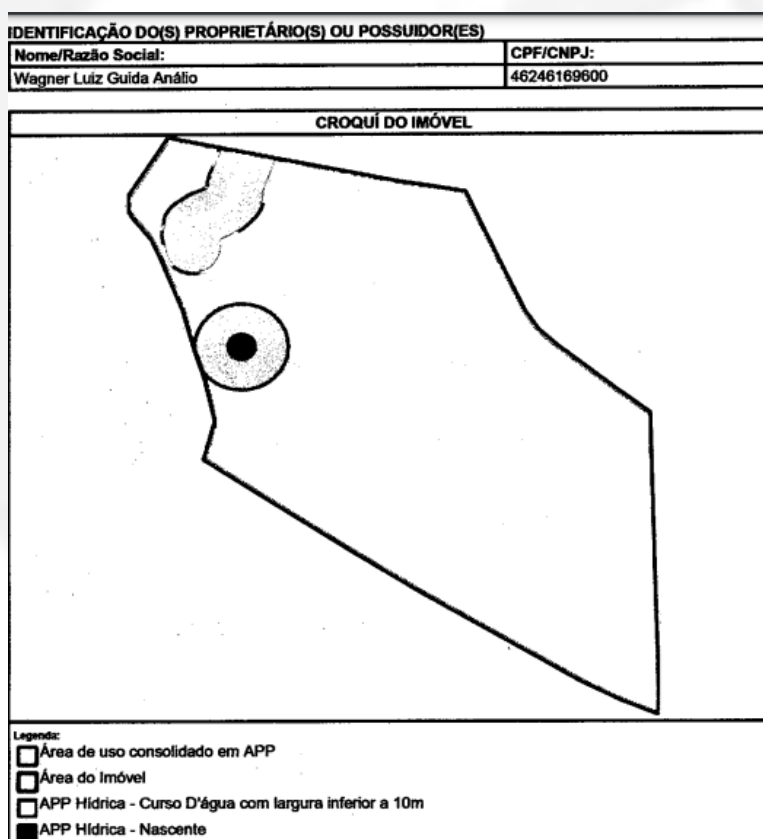 IDENTIFICAÇÃO DO(S) PROPRIETÁRIO(S) OU POSSUIDOR(ES)
Nome/Razão Social: CPF/CNPJ:
Wagner Luiz Guida Análio 46246169600
CROQUÍ DO IMÓVEL
Legenda:
Área de uso consolidado em APP
Área do Imóvel
APP Hídrica - Curso D'água com largura inferior a 10m
APP Hídrica - Nascente